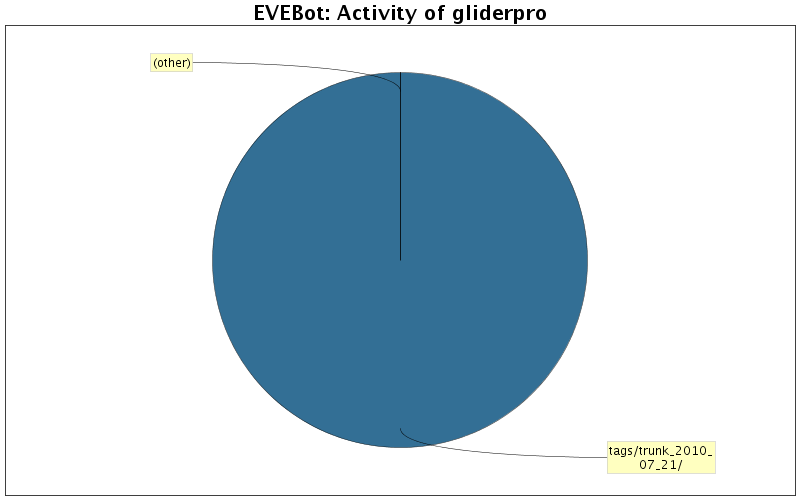 EVEBot: Activity of gliderpro
(other)
tags/trunk_2010_
07_21/